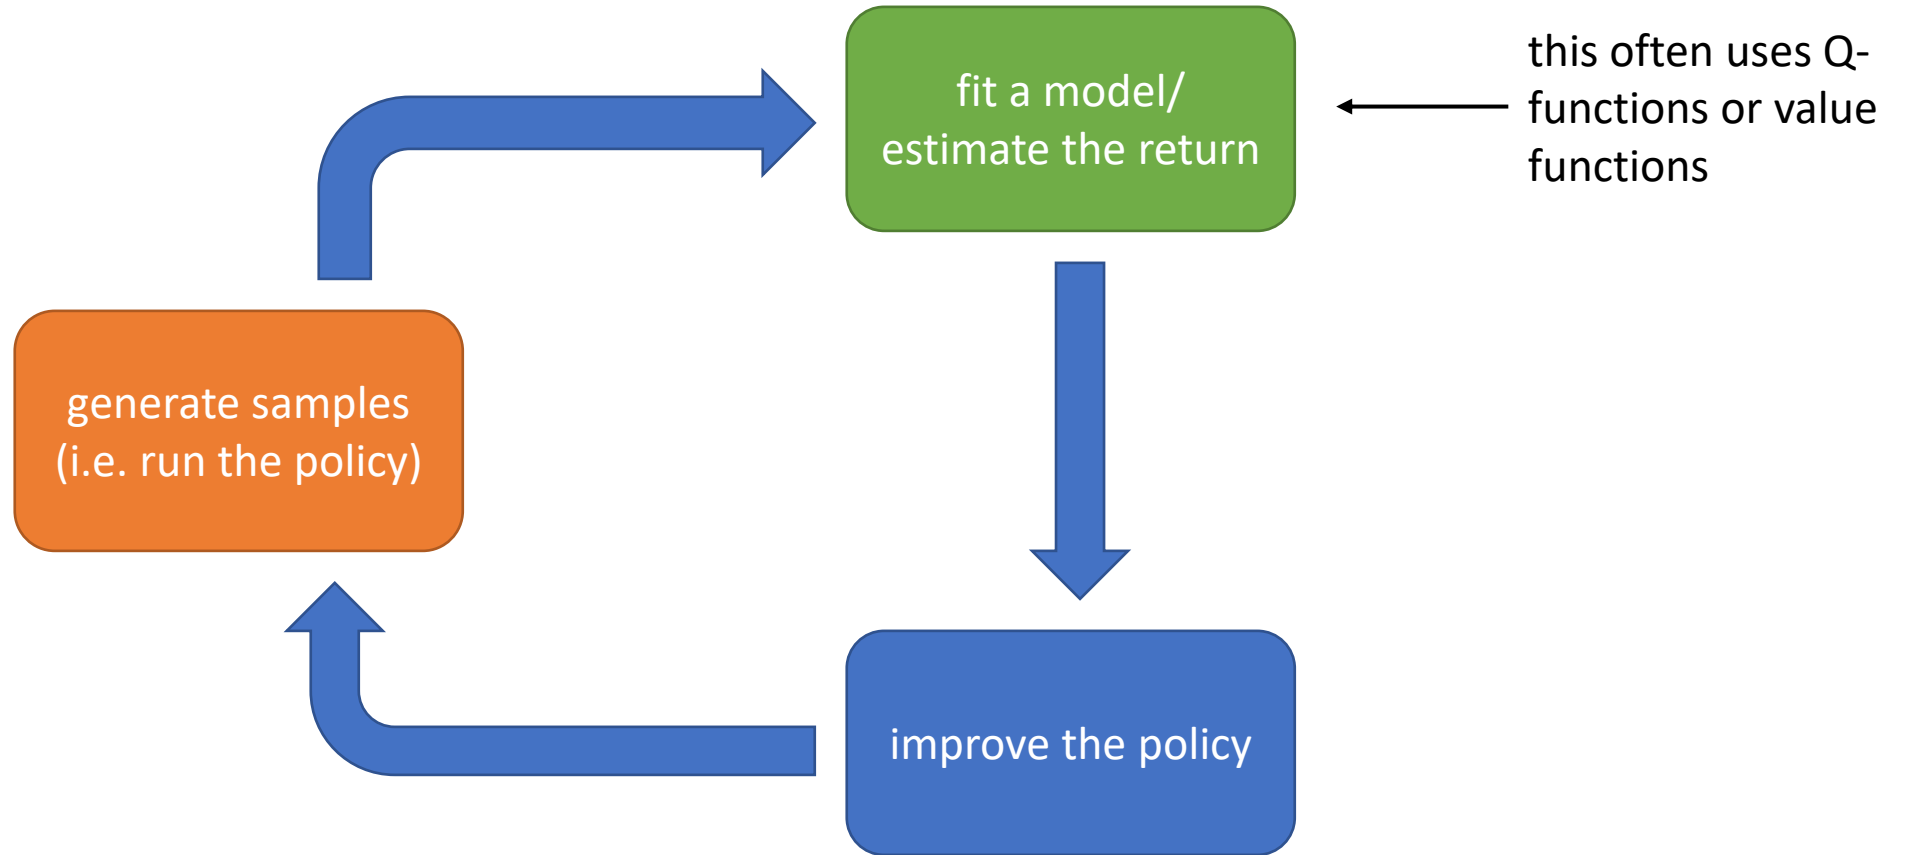 fit a model/
estimate the return
this often uses Q-
functions or value
functions
generate samples
(i.e. run the policy)
improve the policy